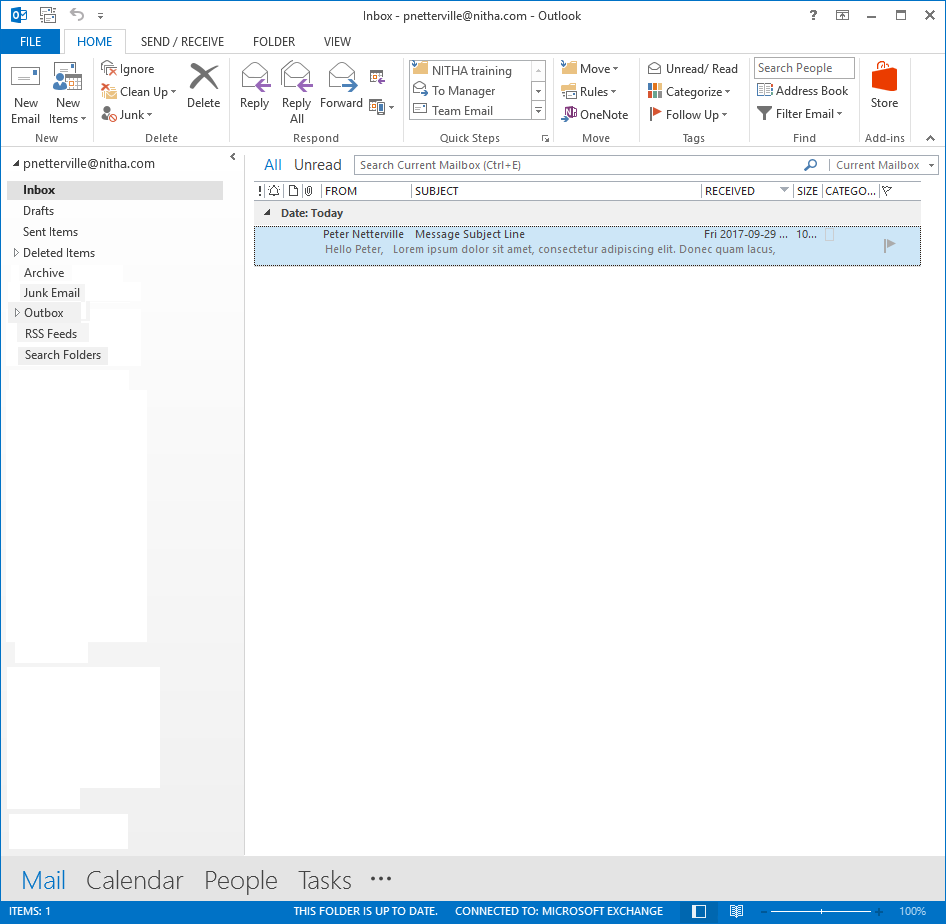 Inbox - pnetterville@nitha.com - Outlook
FILE HOME SEND / RECEIVE FOLDER VIEW
New Email
New Items
New
Ignore
Clean Up
Junk
Delete
Delete
Reply
Reply All
Forward
Respond
NITHA training
To Manager
Team Email
Quick Steps
Move
Rules
OneNote
Move
Unread/ Read
Categorize
Follow Up
Tags
Search People
Address Book
Filter Email
Find
Store
Add-ins
pnetterville@nitha.com
Inbox
Drafts
Sent Items
Deleted Items
Archive
Junk Email
Outbox
RSS Feeds
Search Folders
All Unread Search Current Mailbox (Ctrl+E) Current Mailbox
! FROM SUBJECT RECEIVED SIZE CATEGO...
Date: Today
Peter Netterville Message Subject Line Fri 2017-09-29 ... 10...
Hello Peter, Lorem ipsum dolor sit amet, consectetur adipiscing elit. Donec quam lacus,
Mail Calendar People Tasks •••
ITEMS: 1 THIS FOLDER IS UP TO DATE. CONNECTED TO: MICROSOFT EXCHANGE 100%